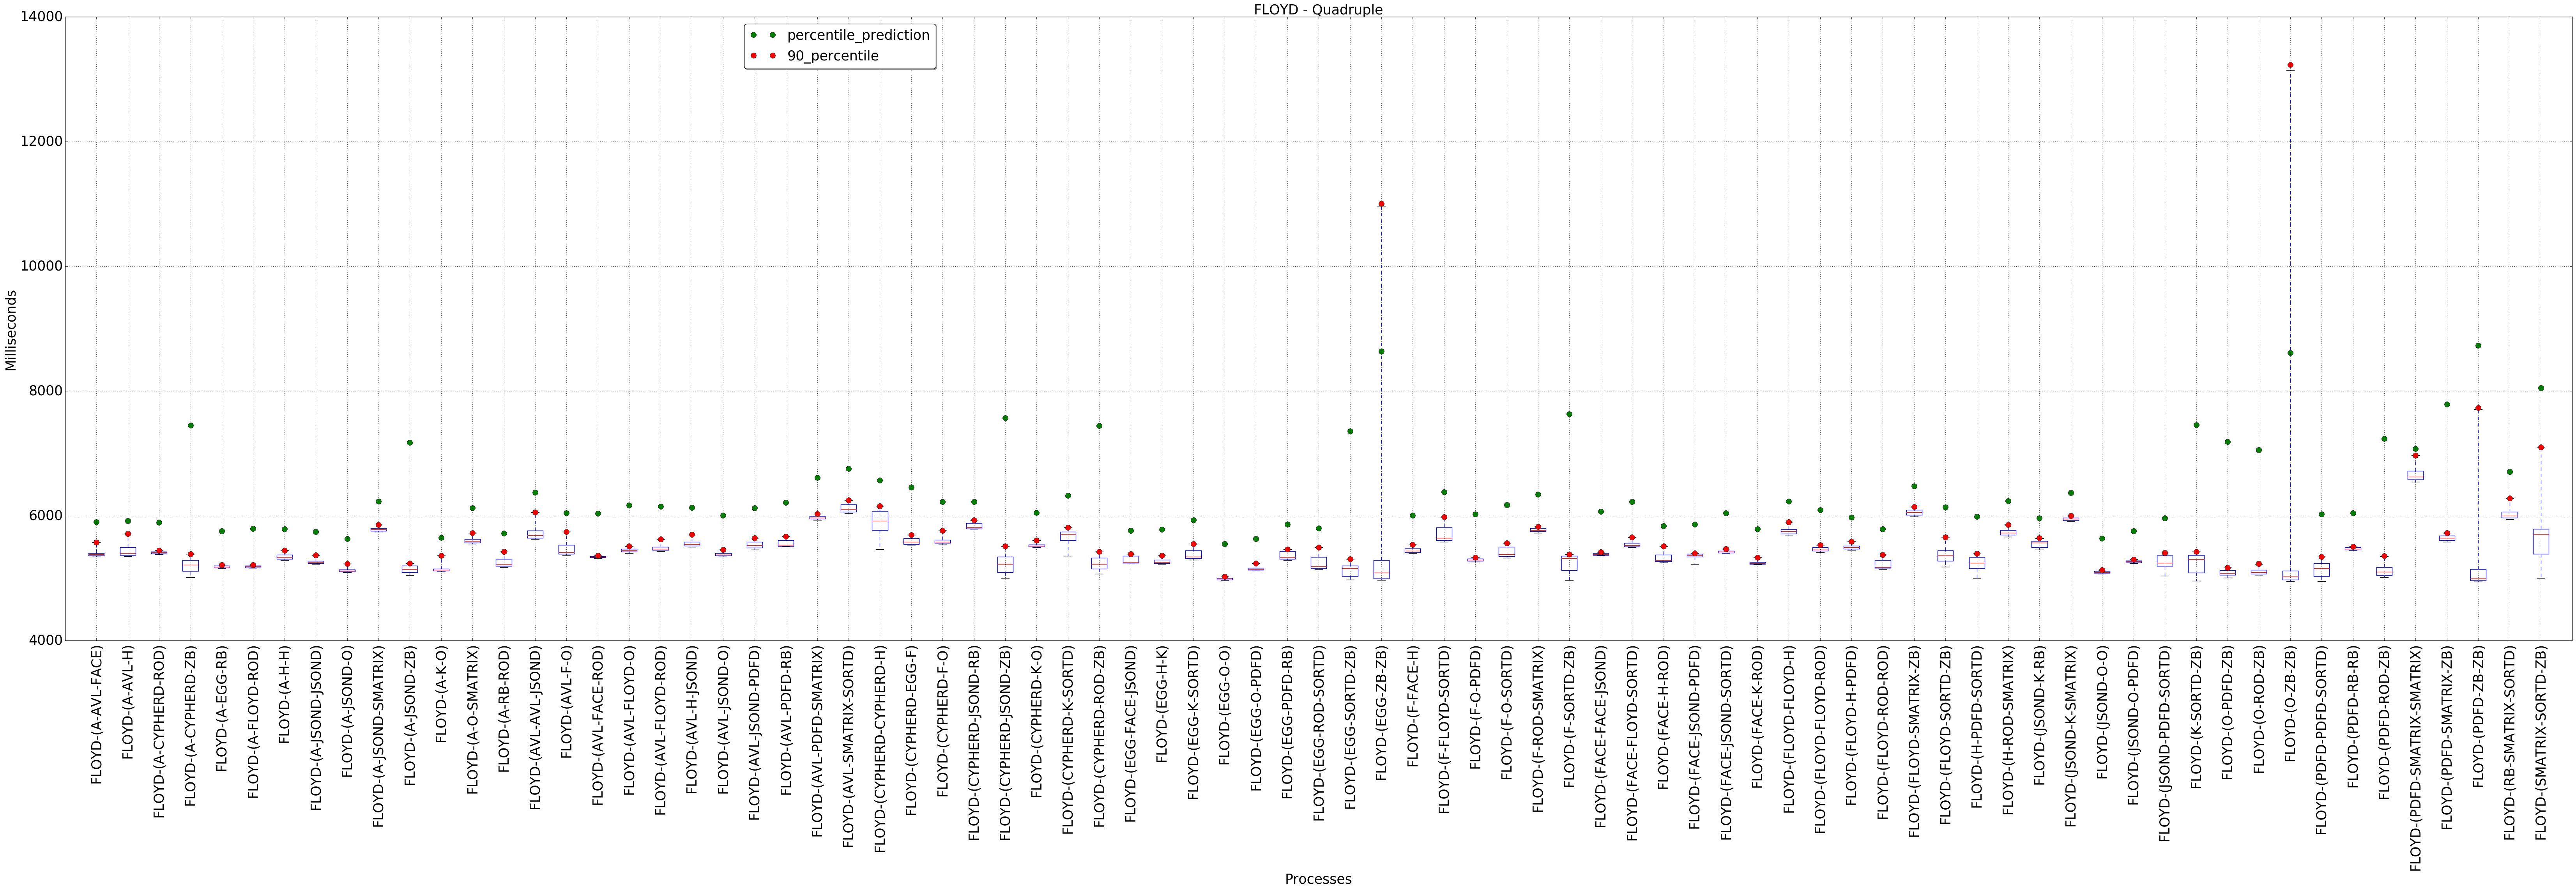 FLOYD - Quadruple
percentile_prediction
90_percentile
14000
12000
10000
8000
6000
4000
Milliseconds
FLOYD-(A-AVL-FACE)
FLOYD-(A-AVL-H)
FLOYD-(A-CYPHERD-ROD)
FLOYD-(A-CYPHERD-ZB)
FLOYD-(A-EGG-RB)
FLOYD-(A-FLOYD-ROD)
FLOYD-(A-H-H)
FLOYD-(A-JSOND-JSOND)
FLOYD-(A-JSOND-O)
FLOYD-(A-JSOND-SMATRIX)
FLOYD-(A-JSOND-ZB)
FLOYD-(A-K-O)
FLOYD-(A-O-SMATRIX)
FLOYD-(A-RB-ROD)
FLOYD-(AVL-AVL-JSOND)
FLOYD-(AVL-F-O)
FLOYD-(AVL-FACE-ROD)
FLOYD-(AVL-FLOYD-O)
FLOYD-(AVL-FLOYD-ROD)
FLOYD-(AVL-H-JSOND)
FLOYD-(AVL-JSOND-O)
FLOYD-(AVL-JSOND-PDFD)
FLOYD-(AVL-PDFD-RB)
FLOYD-(AVL-PDFD-SMATRIX)
FLOYD-(AVL-SMATRIX-SORTD)
FLOYD-(CYPHERD-CYPHERD-H)
FLOYD-(CYPHERD-EGG-F)
FLOYD-(CYPHERD-F-O)
FLOYD-(CYPHERD-JSOND-RB)
FLOYD-(CYPHERD-JSOND-ZB)
FLOYD-(CYPHERD-K-O)
FLOYD-(CYPHERD-K-SORTD)
FLOYD-(CYPHERD-ROD-ZB)
FLOYD-(EGG-FACE-JSOND)
FLOYD-(EGG-H-K)
FLOYD-(EGG-K-SORTD)
FLOYD-(EGG-O-O)
FLOYD-(EGG-O-PDFD)
FLOYD-(EGG-PDFD-RB)
FLOYD-(EGG-ROD-SORTD)
FLOYD-(EGG-SORTD-ZB)
FLOYD-(EGG-ZB-ZB)
FLOYD-(F-FACE-H)
FLOYD-(F-FLOYD-SORTD)
FLOYD-(F-O-PDFD)
FLOYD-(F-O-SORTD)
FLOYD-(F-ROD-SMATRIX)
FLOYD-(F-SORTD-ZB)
FLOYD-(FACE-FACE-JSOND)
FLOYD-(FACE-FLOYD-SORTD)
FLOYD-(FACE-H-ROD)
FLOYD-(FACE-JSOND-PDFD)
FLOYD-(FACE-JSOND-SORTD)
FLOYD-(FACE-K-ROD)
FLOYD-(FLOYD-FLOYD-H)
FLOYD-(FLOYD-FLOYD-ROD)
FLOYD-(FLOYD-H-PDFD)
FLOYD-(FLOYD-ROD-ROD)
FLOYD-(FLOYD-SMATRIX-ZB)
FLOYD-(FLOYD-SORTD-ZB)
FLOYD-(H-PDFD-SORTD)
FLOYD-(H-ROD-SMATRIX)
FLOYD-(JSOND-K-RB)
FLOYD-(JSOND-K-SMATRIX)
FLOYD-(JSOND-O-O)
FLOYD-(JSOND-O-PDFD)
FLOYD-(JSOND-PDFD-SORTD)
FLOYD-(K-SORTD-ZB)
FLOYD-(O-PDFD-ZB)
FLOYD-(O-ROD-ZB)
FLOYD-(O-ZB-ZB)
FLOYD-(PDFD-PDFD-SORTD)
FLOYD-(PDFD-RB-RB)
FLOYD-(PDFD-ROD-ZB)
FLOYD-(PDFD-SMATRIX-SMATRIX)
FLOYD-(PDFD-SMATRIX-ZB)
FLOYD-(PDFD-ZB-ZB)
FLOYD-(RB-SMATRIX-SORTD)
FLOYD-(SMATRIX-SORTD-ZB)
Processes